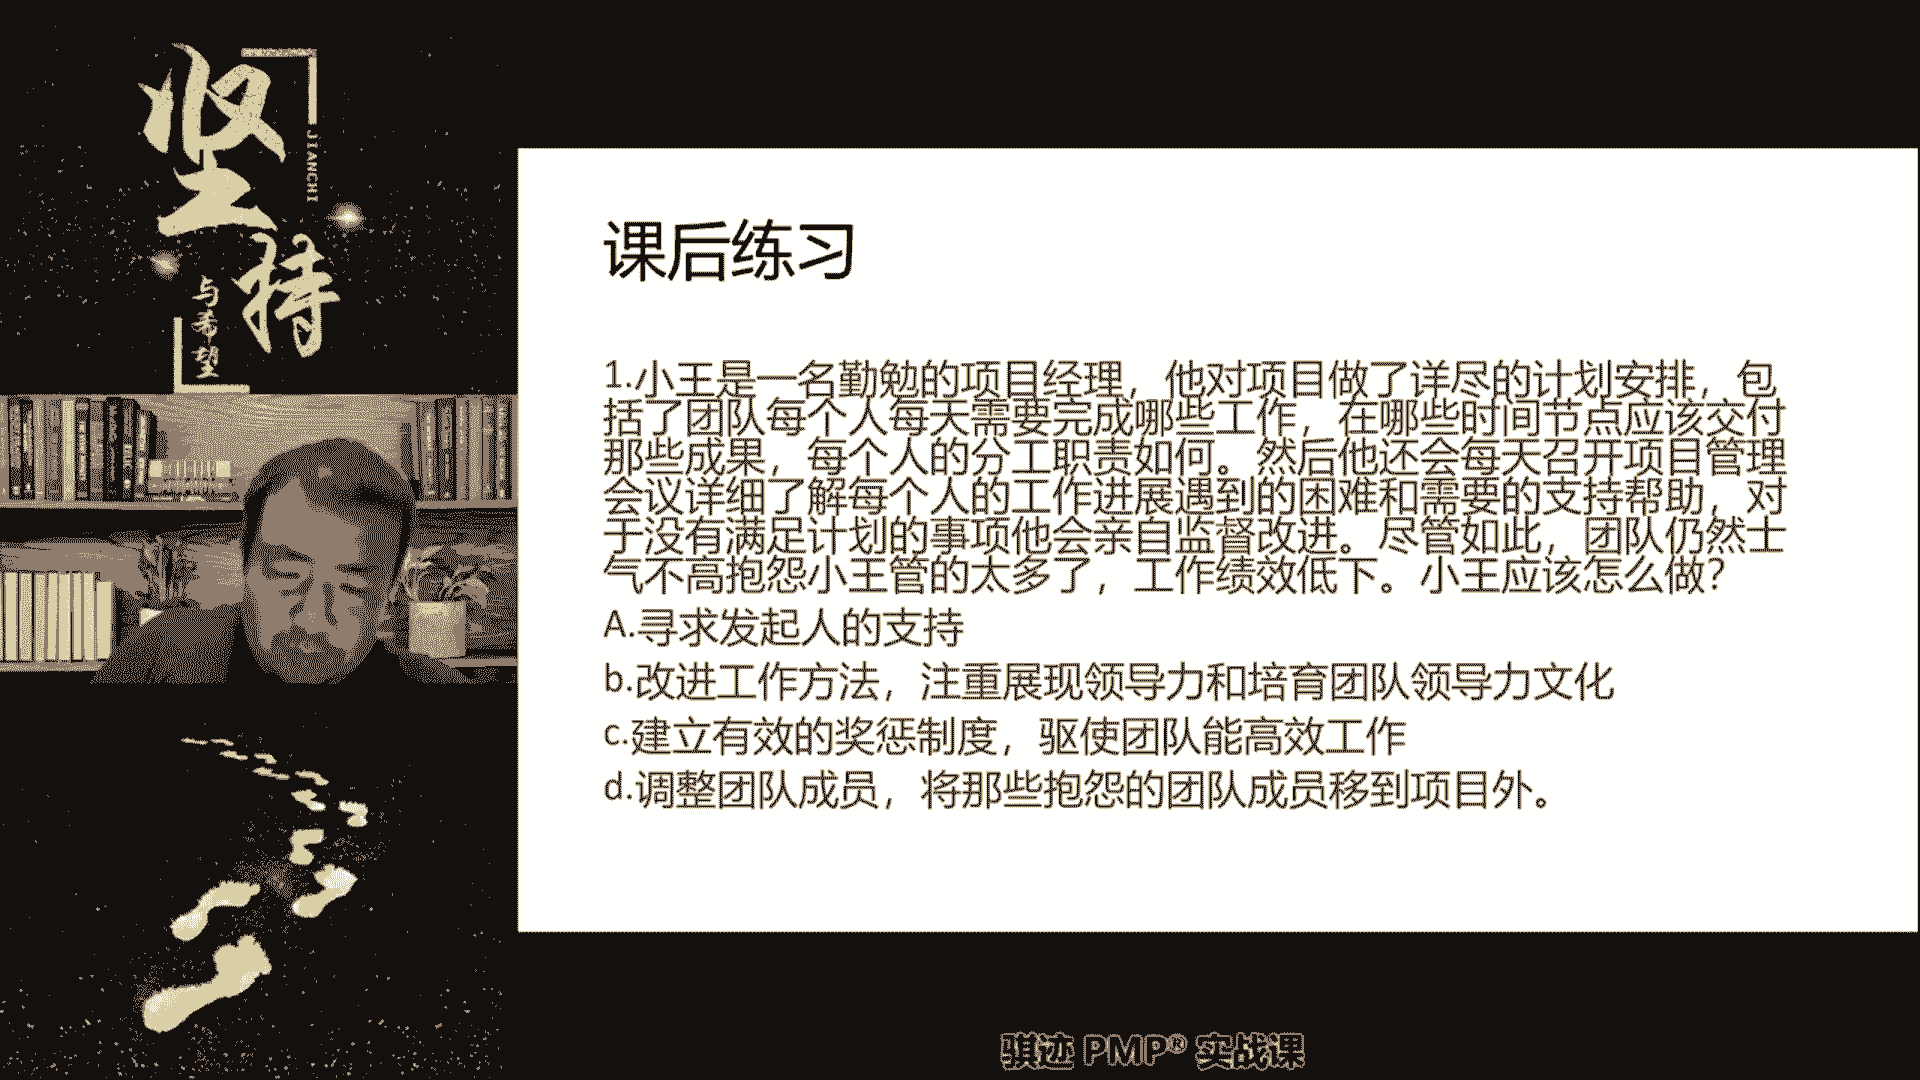 坚持
JIANCHI
与希望
课后练习
1.小王是一名勤勉的项目经理，他对项目做了详尽的计划安排，包
括了团队每个人每天需要完成哪些工作，在哪些时间节点应该交付
那些成果，每个人的分工职责如何。然后他还会每天召开项目管理
会议详细了解每个人的工作进展遇到的困难和需要的支持帮助，对
于没有满足计划的事项他会亲自监督改进。尽管如此，团队仍然士
气不高抱怨小王管的太多了，工作绩效低下。小王应该怎么做？
A.寻求发起人的支持
b.改进工作方法，注重展现领导力和培育团队领导力文化
c.建立有效的奖惩制度，驱使团队能高效工作
d.调整团队成员，将那些抱怨的团队成员移到项目外。
骐迹 PMP® 实战课